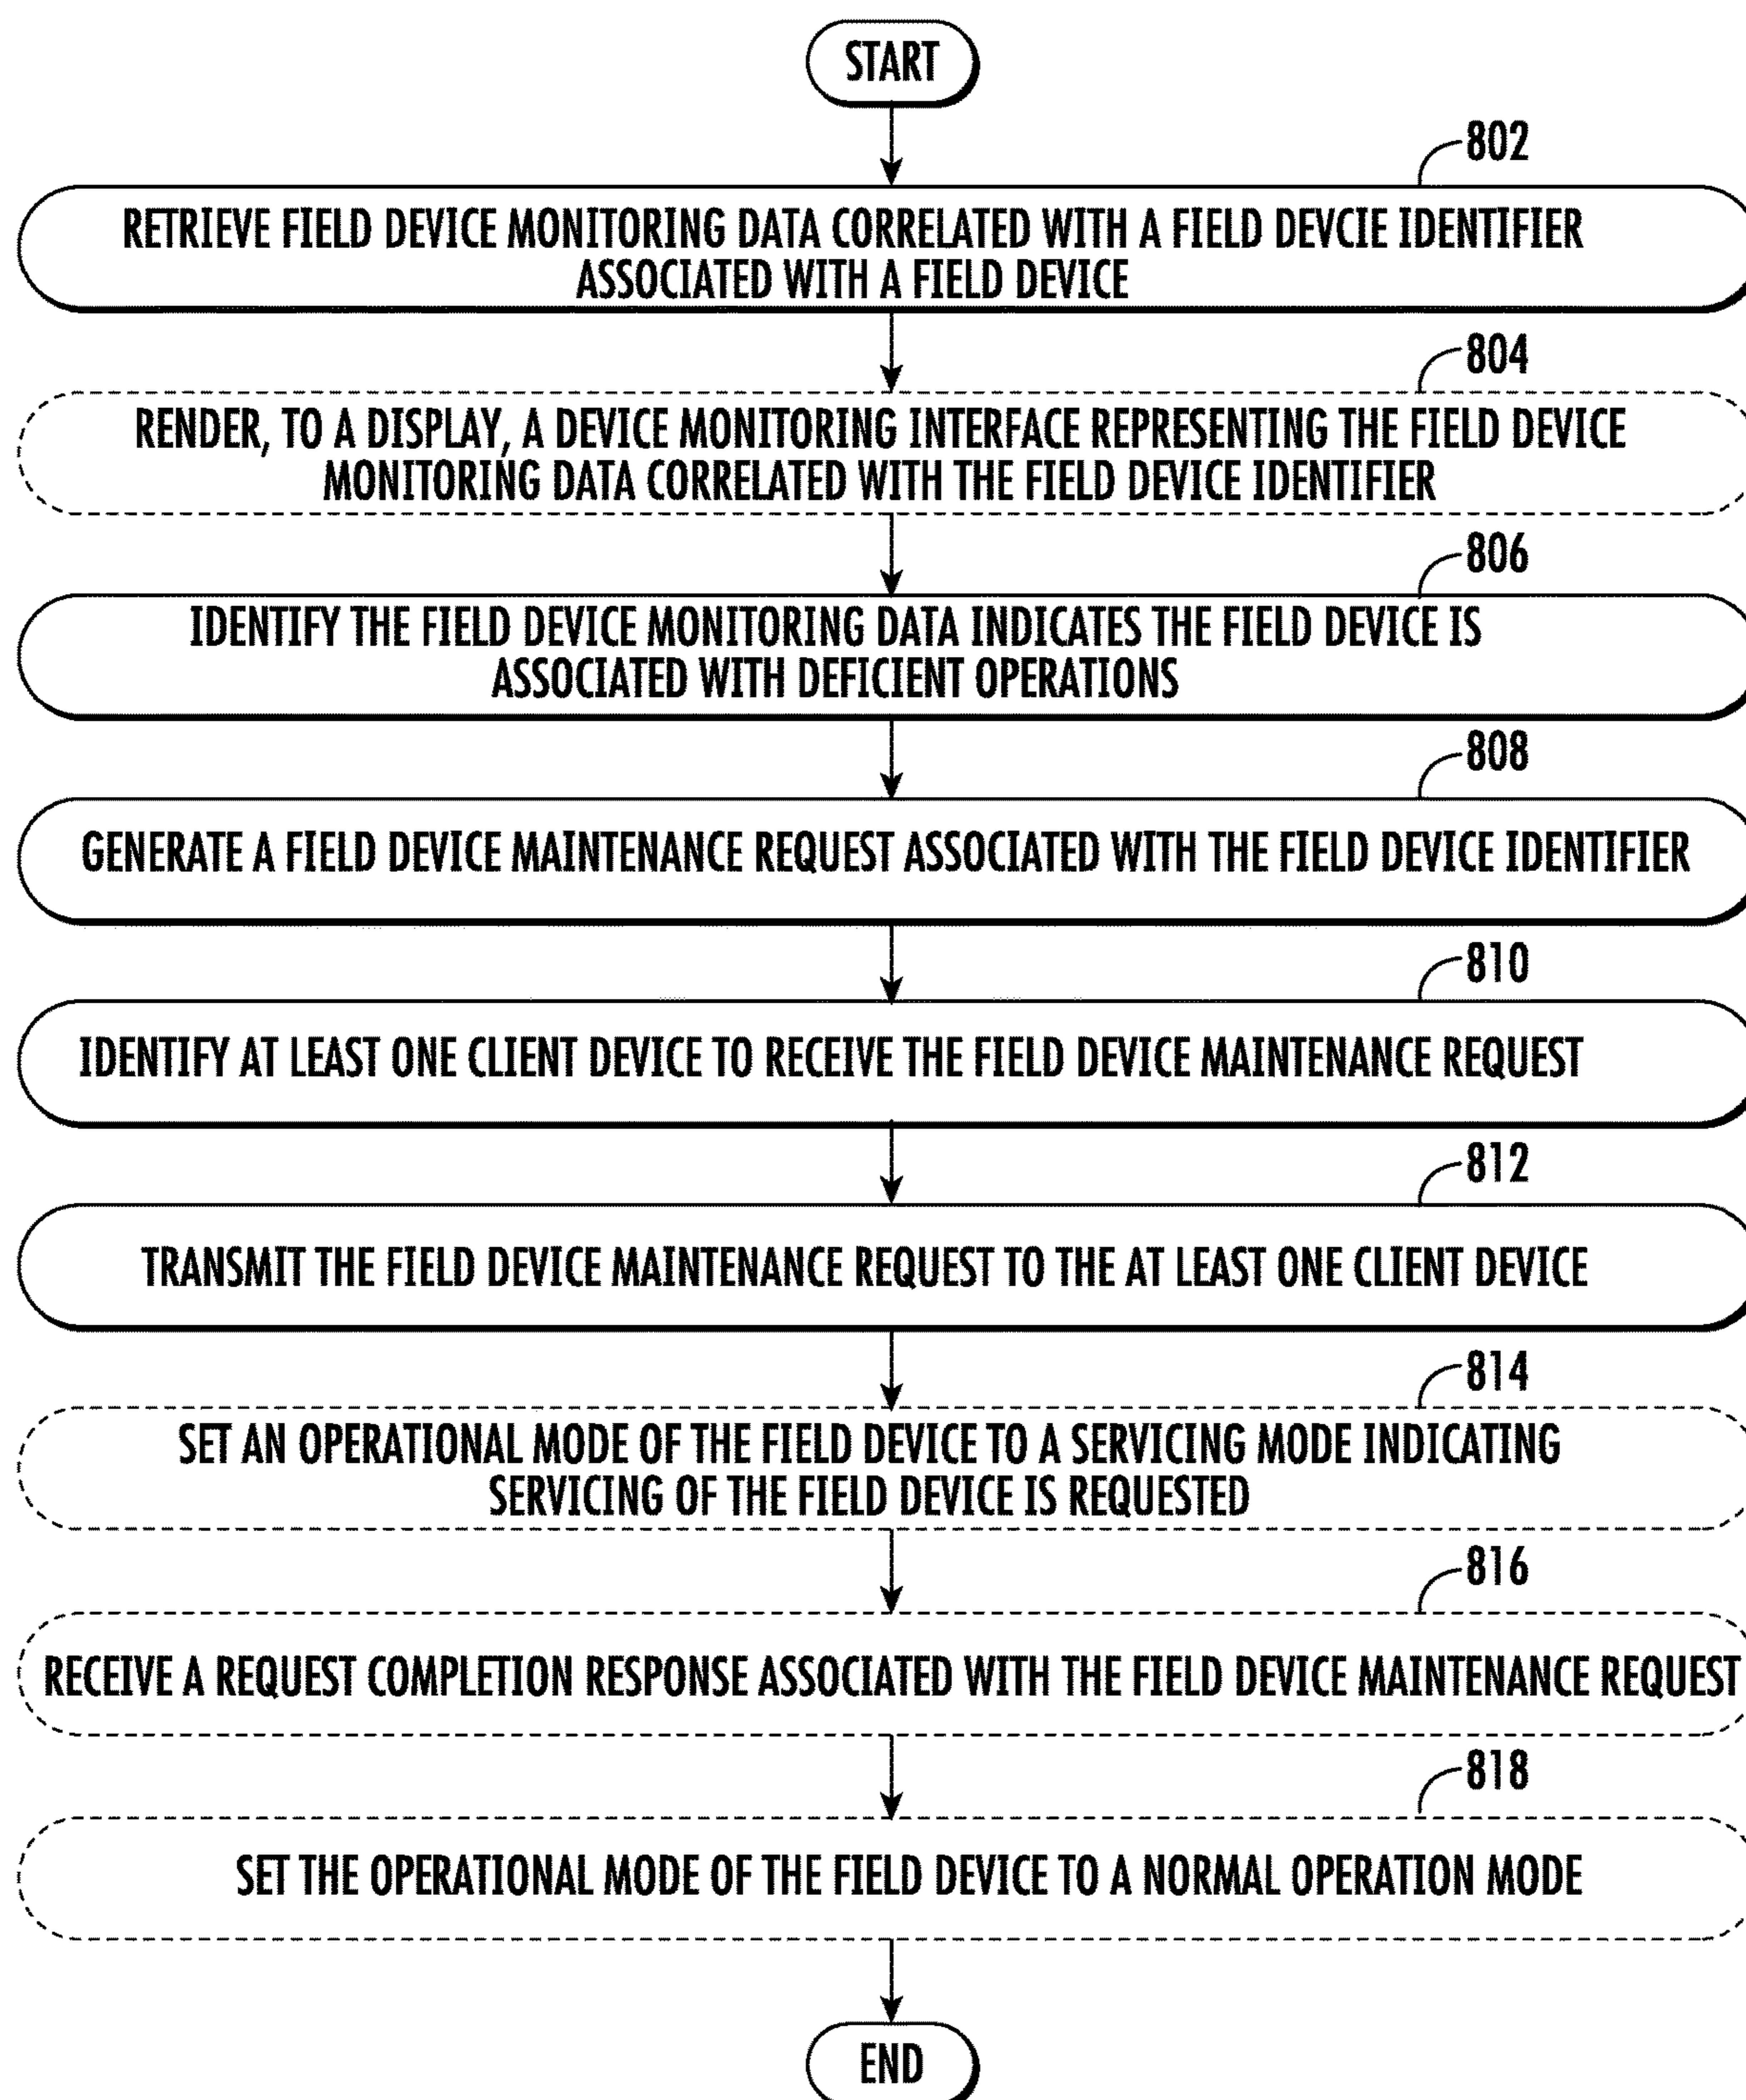 START
802
RETRIEVE FIELD DEVICE MONITORING DATA CORRELATED WITH A FIELD DEVCIE IDENTIFIER
ASSOCIATED WITH A FIELD DEVICE
804
RENDER, TO A DISPLAY, A DEVICE MONITORING INTERFACE REPRESENTING THE FIELD DEVICE
MONITORING DATA CORRELATED WITH THE FIELD DEVICE IDENTIFIER
806
IDENTIFY THE FIELD DEVICE MONITORING DATA INDICATES THE FIELD DEVICE IS
ASSOCIATED WITH DEFICIENT OPERATIONS
808
GENERATE A FIELD DEVICE MAINTENANCE REQUEST ASSOCIATED WITH THE FIELD DEVICE IDENTIFIER
810
IDENTIFY AT LEAST ONE CLIENT DEVICE TO RECEIVE THE FIELD DEVICE MAINTENANCE REQUEST
812
TRANSMIT THE FIELD DEVICE MAINTENANCE REQUEST TO THE AT LEAST ONE CLIENT DEVICE
814
SET AN OPERATIONAL MODE OF THE FIELD DEVICE TO A SERVICING MODE INDICATING
SERVICING OF THE FIELD DEVICE IS REQUESTED
816
RECEIVE A REQUEST COMPLETION RESPONSE ASSOCIATED WITH THE FIELD DEVICE MAINTENANCE REQUEST
818
SET THE OPERATIONAL MODE OF THE FIELD DEVICE TO A NORMAL OPERATION MODE
END